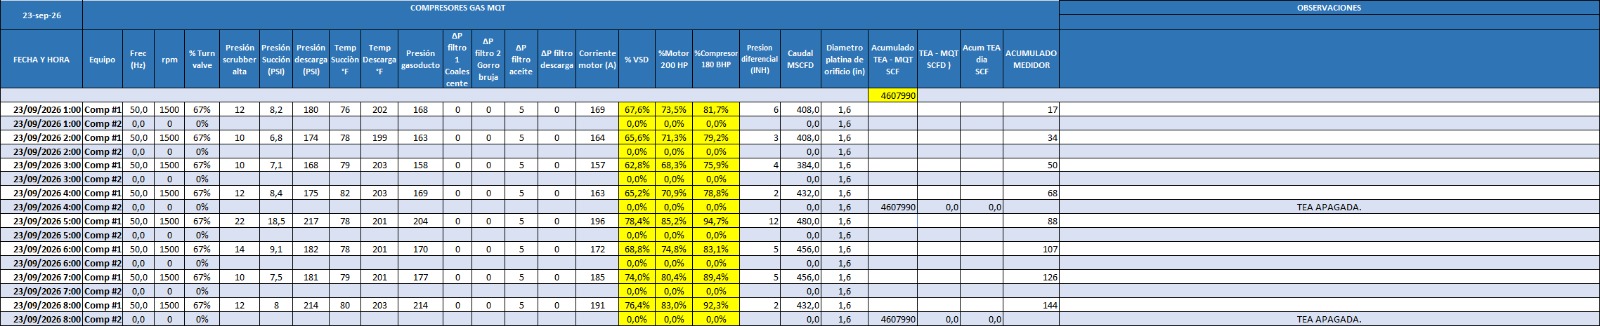 23-sep-26 COMPRESORES GAS MQT OBSERVACIONES
FECHA Y HORA Equipo Frec (Hz) rpm % Turn valve Presión scrubber alta Presión Succión (PSI) Presión descarga (PSI) Temp Succiòn °F Temp Descarga °F Presión gasoducto ΔP filtro 1 Coales cente ΔP filtro 2 Gorro bruja ΔP filtro aceite ΔP filtro descarga Corriente motor (A) % VSD %Motor 200 HP %Compresor 180 BHP Presion diferencial (INH) Caudal MSCFD Diametro platina de orificio (in) Acumulado TEA - MQT SCF TEA - MQT SCFD ) Acum TEA dia SCF ACUMULADO MEDIDOR
4607990
23/09/2026 1:00 Comp #1 50,0 1500 67% 12 8,2 180 76 202 168 0 0 5 0 169 67,6% 73,5% 81,7% 6 408,0 1,6 17
23/09/2026 1:00 Comp #2 0,0 0 0% 0,0% 0,0% 0,0% 0,0 1,6
23/09/2026 2:00 Comp #1 50,0 1500 67% 10 6,8 174 78 199 163 0 0 5 0 164 65,6% 71,3% 79,2% 3 408,0 1,6 34
23/09/2026 2:00 Comp #2 0,0 0 0% 0,0% 0,0% 0,0% 0,0 1,6
23/09/2026 3:00 Comp #1 50,0 1500 67% 10 7,1 168 79 203 158 0 0 5 0 157 62,8% 68,3% 75,9% 4 384,0 1,6 50
23/09/2026 3:00 Comp #2 0,0 0 0% 0,0% 0,0% 0,0% 0,0 1,6
23/09/2026 4:00 Comp #1 50,0 1500 67% 12 8,4 175 82 203 169 0 0 5 0 163 65,2% 70,9% 78,8% 2 432,0 1,6 68
23/09/2026 4:00 Comp #2 0,0 0 0% 0,0% 0,0% 0,0% 0,0 1,6 4607990 0,0 0,0 TEA APAGADA.
23/09/2026 5:00 Comp #1 50,0 1500 67% 22 18,5 217 78 201 204 0 0 5 0 196 78,4% 85,2% 94,7% 12 480,0 1,6 88
23/09/2026 5:00 Comp #2 0,0 0 0% 0,0% 0,0% 0,0% 0,0 1,6
23/09/2026 6:00 Comp #1 50,0 1500 67% 14 9,1 182 78 201 170 0 0 5 0 172 68,8% 74,8% 83,1% 5 456,0 1,6 107
23/09/2026 6:00 Comp #2 0,0 0 0% 0,0% 0,0% 0,0% 0,0 1,6
23/09/2026 7:00 Comp #1 50,0 1500 67% 10 7,5 181 79 201 177 0 0 5 0 185 74,0% 80,4% 89,4% 5 456,0 1,6 126
23/09/2026 7:00 Comp #2 0,0 0 0% 0,0% 0,0% 0,0% 0,0 1,6
23/09/2026 8:00 Comp #1 50,0 1500 67% 12 8 214 80 203 214 0 0 5 0 191 76,4% 83,0% 92,3% 2 432,0 1,6 144
23/09/2026 8:00 Comp #2 0,0 0 0% 0,0% 0,0% 0,0% 0,0 1,6 4607990 0,0 0,0 TEA APAGADA.